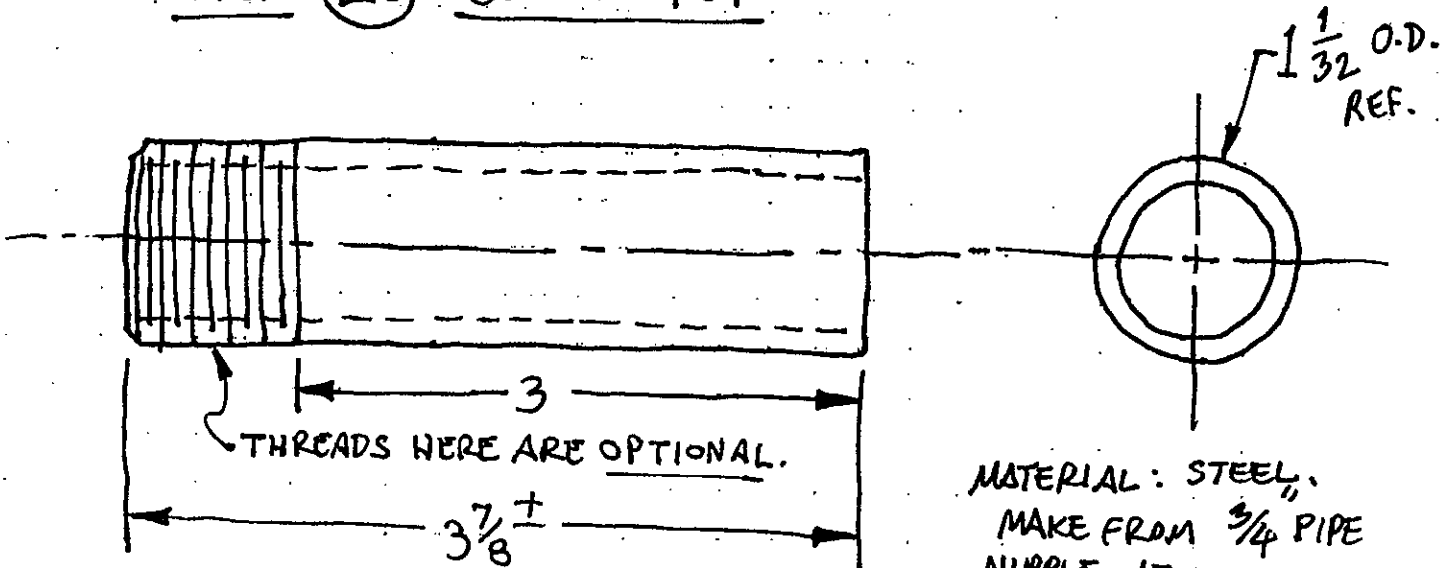 1 1/32 O.D.
REF.
3
THREADS HERE ARE OPTIONAL.
3 7/8 ±
MATERIAL: STEEL.
MAKE FROM 3/4" PIPE